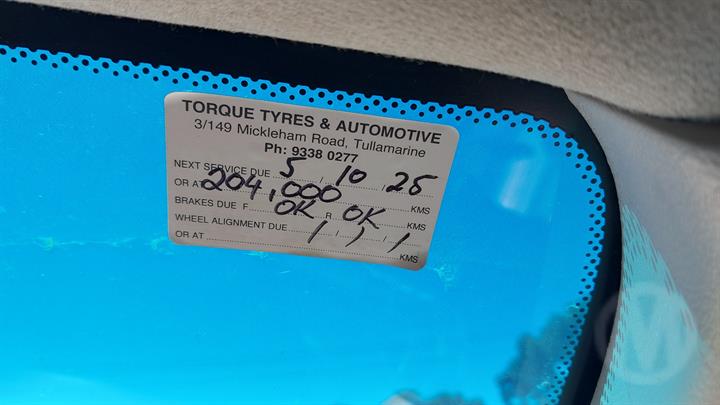 TORQUE TYRES & AUTOMOTIVE
3/149 Mickleham Road, Tullamarine
Ph: 9338 0277
NEXT SERVICE DUE 5 / 10 / 25
OR AT 204,000 KMS
BRAKES DUE F OK R OK KMS
WHEEL ALIGNMENT DUE / / /
OR AT KMS
M